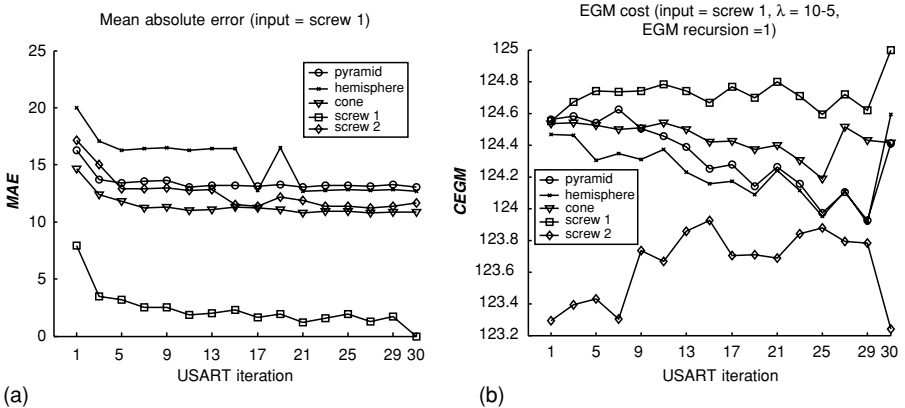 Mean absolute error (input = screw 1)
25
20
15
10
5
0
MAE
pyramid
hemisphere
cone
screw 1
screw 2
1 5 9 13 17 21 25 29 30
USART iteration
(a)
EGM cost (input = screw 1, λ = 10-5,
EGM recursion =1)
125
124.8
124.6
124.4
124.2
124
123.8
123.6
123.4
123.2
CEGM
pyramid
hemisphere
cone
screw 1
screw 2
1 5 9 13 17 21 25 29 30
USART iteration
(b)